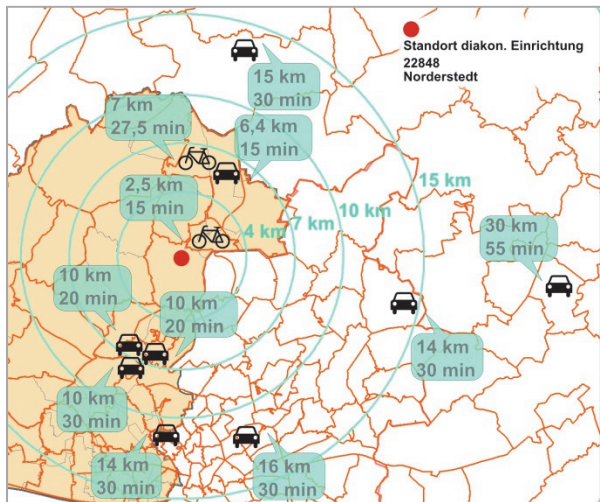 Standort diakon. Einrichtung
22848
Norderstedt
15 km
30 min
7 km
27,5 min
6,4 km
15 min
2,5 km
15 min
4 km
7 km
10 km
15 km
30 km
55 min
10 km
20 min
10 km
20 min
14 km
30 min
10 km
30 min
14 km
30 min
16 km
30 min